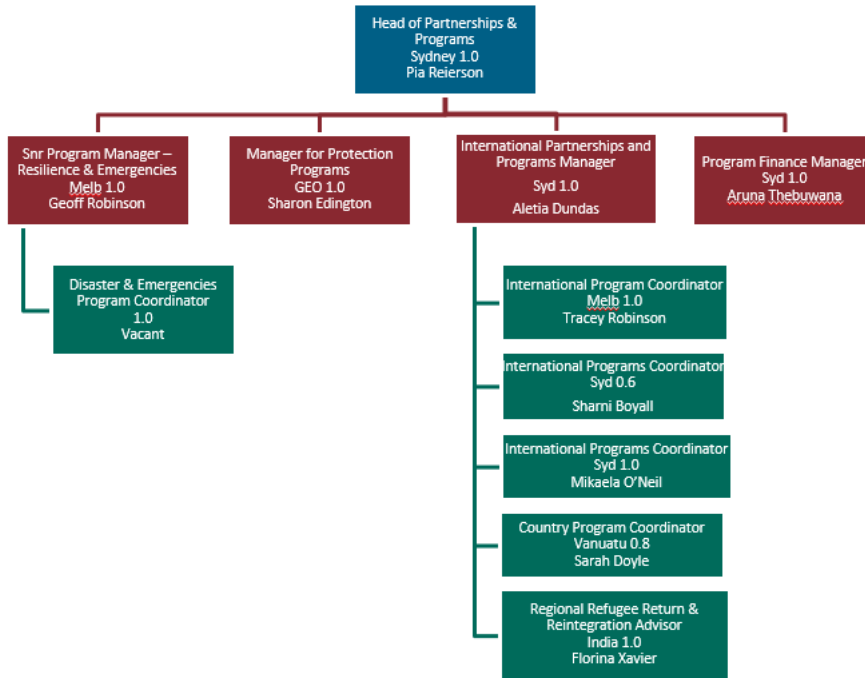 Head of Partnerships &
Programs
Sydney 1.0
Pia Reierson
Snr Program Manager –
Resilience & Emergencies
Melb 1.0
Geoff Robinson
Manager for Protection
Programs
GEO 1.0
Sharon Edington
International Partnerships and
Programs Manager
Syd 1.0
Aletia Dundas
Program Finance Manager
Syd 1.0
Aruna Thebuwana
Disaster & Emergencies
Program Coordinator
1.0
Vacant
International Program Coordinator
Melb 1.0
Tracey Robinson
International Programs Coordinator
Syd 0.6
Sharni Boyall
International Programs Coordinator
Syd 1.0
Mikaela O’Neil
Country Program Coordinator
Vanuatu 0.8
Sarah Doyle
Regional Refugee Return &
Reintegration Advisor
India 1.0
Florina Xavier